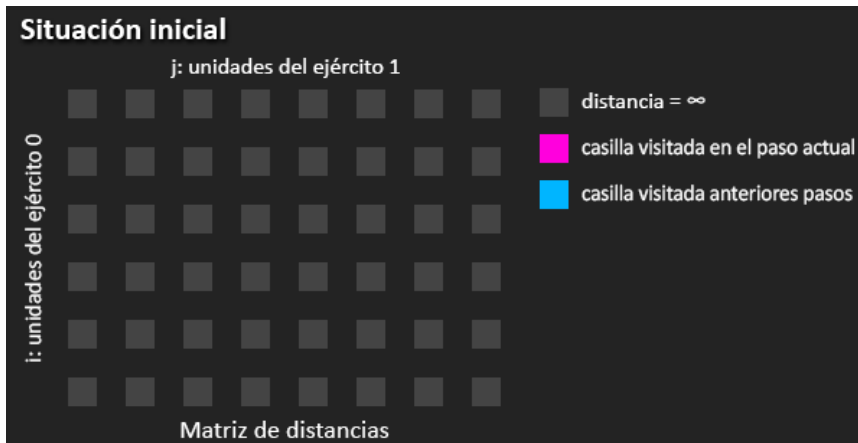 Situación inicial
j: unidades del ejército 1
i: unidades del ejército 0
distancia = ∞
casilla visitada en el paso actual
casilla visitada anteriores pasos
Matriz de distancias